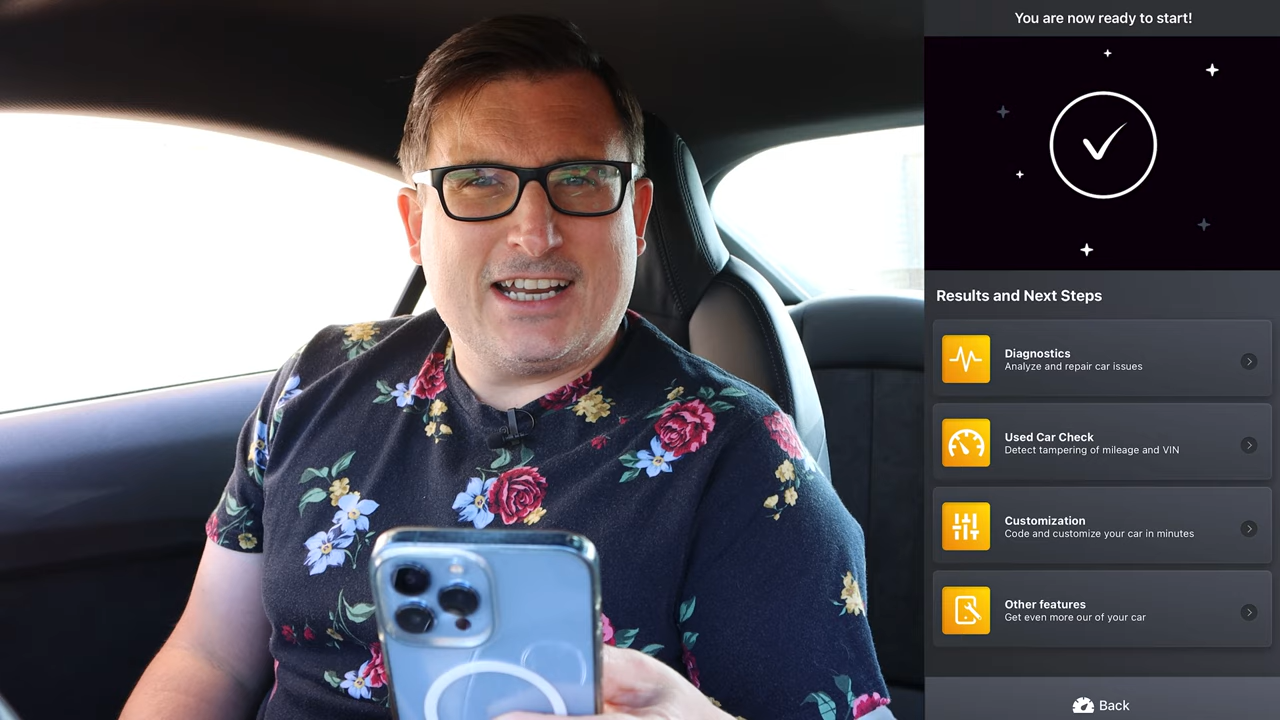 You are now ready to start!
Results and Next Steps
Diagnostics
Analyze and repair car issues
Used Car Check
Detect tampering of mileage and VIN
Customization
Code and customize your car in minutes
Other features
Get even more our of your car
Back